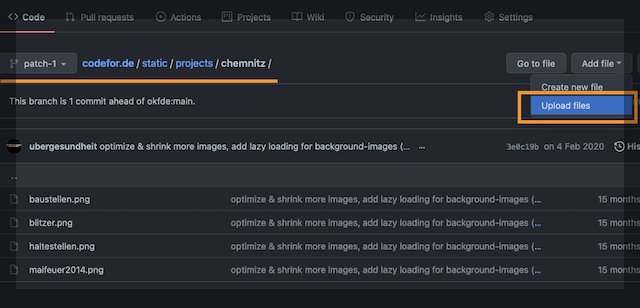 Code Pull requests Actions Projects Wiki Security Insights Settings
patch-1 codefor.de / static / projects / chemnitz / Go to file Add file
Create new file
This branch is 1 commit ahead of okfde:main. Upload files
ubergesundheit optimize & shrink more images, add lazy loading for background-images (… ... 3e0c19b on 4 Feb 2020 His
..
baustellen.png optimize & shrink more images, add lazy loading for background-images (… 15 months
blitzer.png optimize & shrink more images, add lazy loading for background-images (… 15 months
haltestellen.png optimize & shrink more images, add lazy loading for background-images (… 15 months
maifeuer2014.png optimize & shrink more images, add lazy loading for background-images (… 15 months